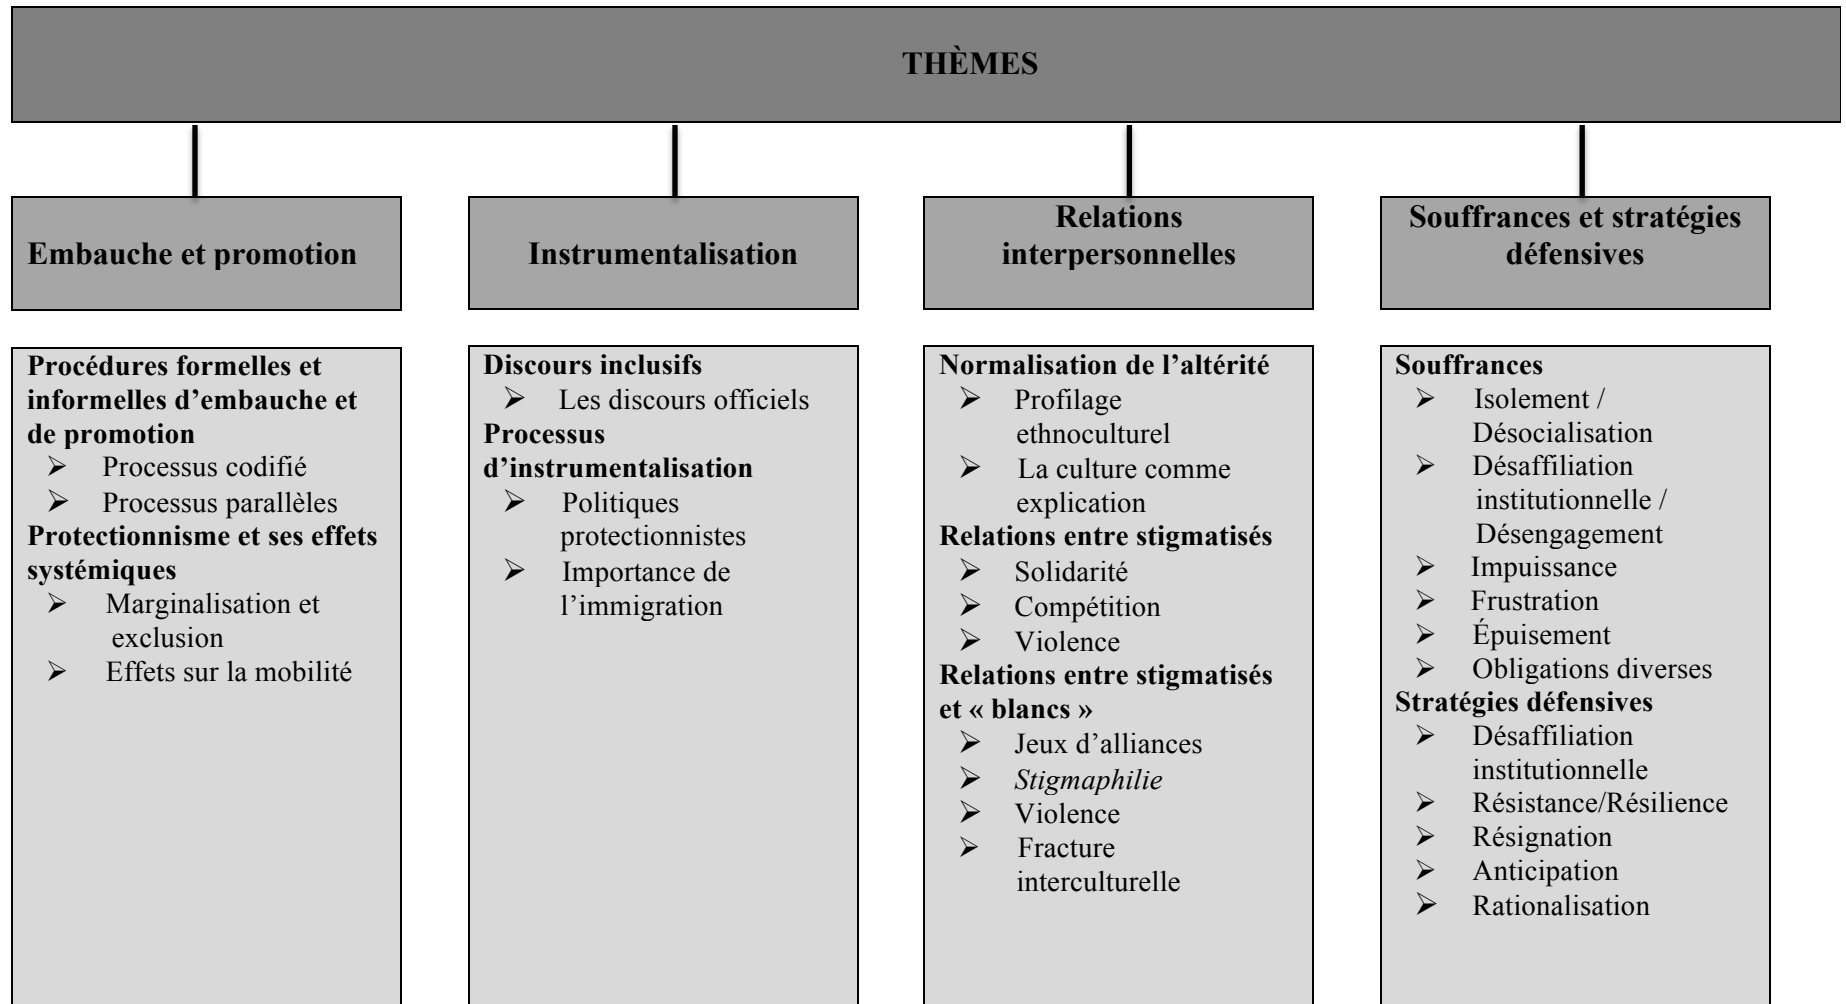 THÈMES
Embauche et promotion
Procédures formelles et
informelles d’embauche et
de promotion
➢ Processus codifié
➢ Processus parallèles
Protectionnisme et ses effets
systémiques
➢ Marginalisation et
exclusion
➢ Effets sur la mobilité
Instrumentalisation
Discours inclusifs
➢ Les discours officiels
Processus
d’instrumentalisation
➢ Politiques
protectionnistes
➢ Importance de
l’immigration
Relations
interpersonnelles
Normalisation de l’altérité
➢ Profilage
ethnoculturel
➢ La culture comme
explication
Relations entre stigmatisés
➢ Solidarité
➢ Compétition
➢ Violence
Relations entre stigmatisés
et « blancs »
➢ Jeux d’alliances
➢ Stigmaphilie
➢ Violence
➢ Fracture
interculturelle
Souffrances et stratégies
défensives
Souffrances
➢ Isolement /
Désocialisation
➢ Désaffiliation
institutionnelle /
Désengagement
➢ Impuissance
➢ Frustration
➢ Épuisement
➢ Obligations diverses
Stratégies défensives
➢ Désaffiliation
institutionnelle
➢ Résistance/Résilience
➢ Résignation
➢ Anticipation
➢ Rationalisation